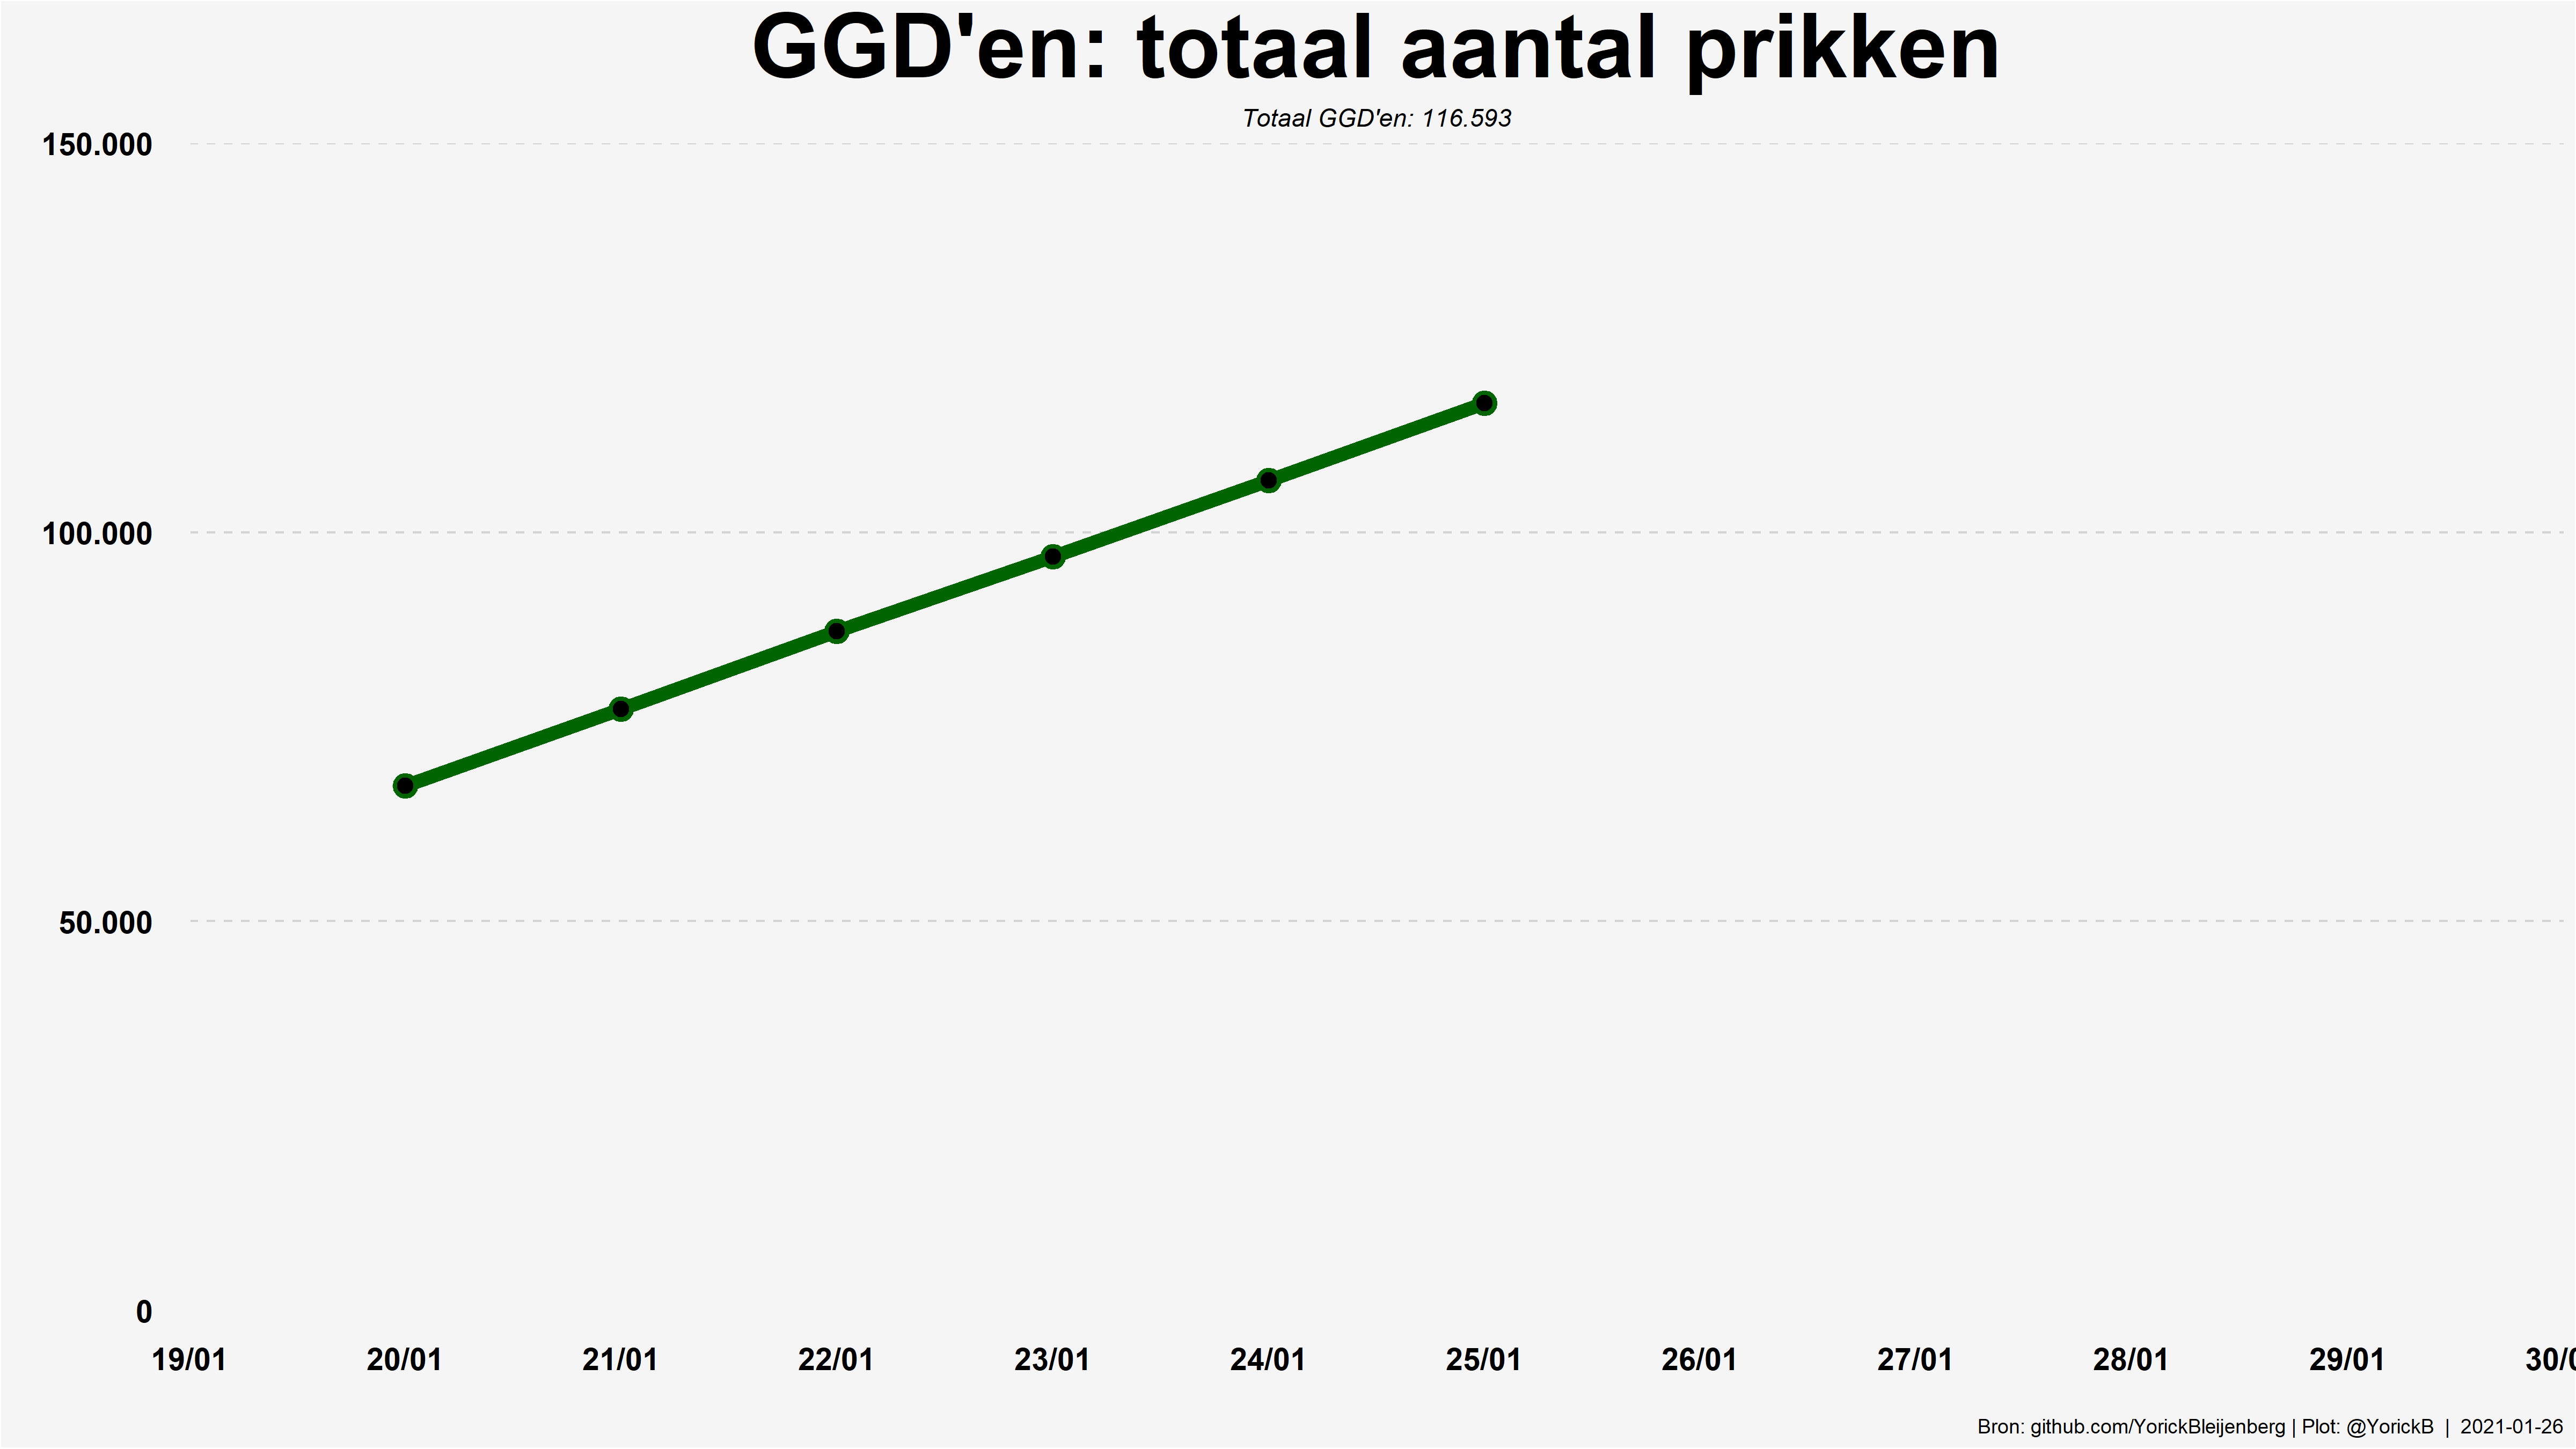 GGD'en: totaal aantal prikken
Totaal GGD'en: 116.593
150.000
100.000
50.000
0
19/01 20/01 21/01 22/01 23/01 24/01 25/01 26/01 27/01 28/01 29/01 30/0
Bron: github.com/YorickBleijenberg | Plot: @YorickB | 2021-01-26